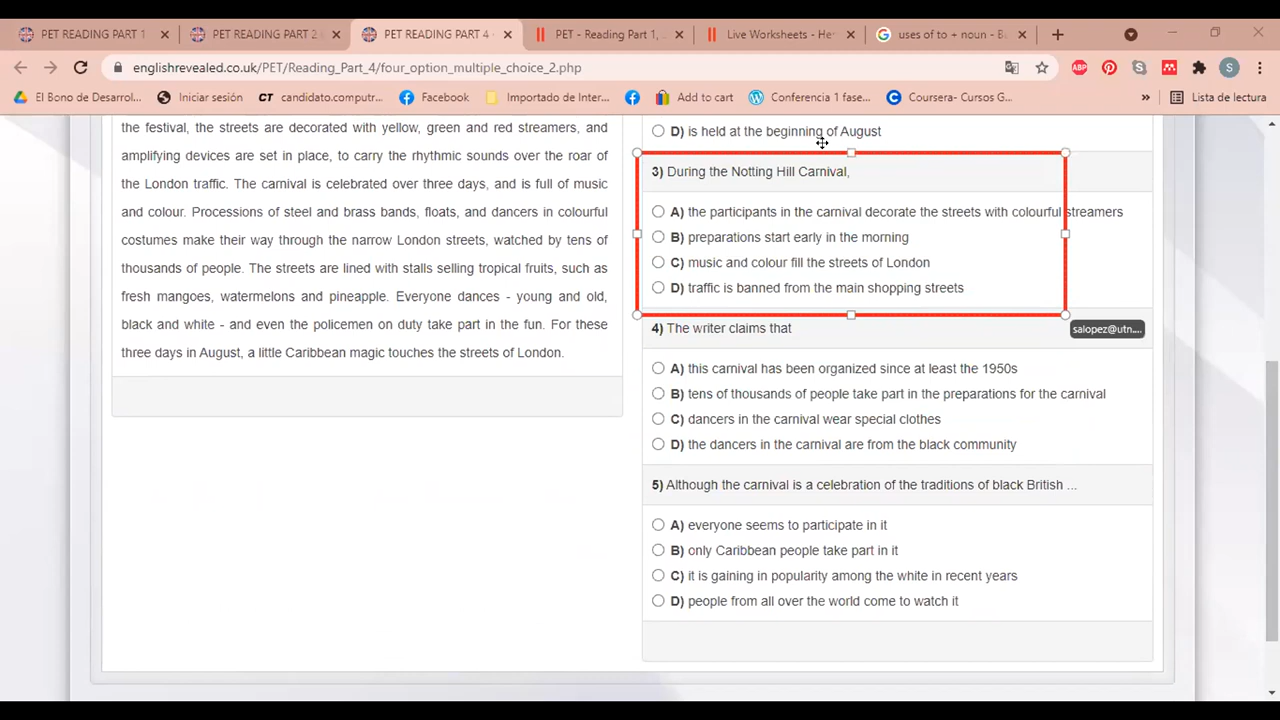 PET READING PART 1
PET READING PART 2
PET READING PART 4
PET - Reading Part 1, ...
Live Worksheets - He
uses of to + noun - B
englishrevealed.co.uk/PET/Reading_Part_4/four_option_multiple_choice_2.php
ABP
S
El Bono de Desarrol...
Iniciar sesión
CT candidato.computr...
Facebook
Importado de Inter...
Add to cart
Conferencia 1 fase...
Coursera- Cursos G...
»
Lista de lectura
the festival, the streets are decorated with yellow, green and red streamers, and
amplifying devices are set in place, to carry the rhythmic sounds over the roar of
the London traffic. The carnival is celebrated over three days, and is full of music
and colour. Processions of steel and brass bands, floats, and dancers in colourful
costumes make their way through the narrow London streets, watched by tens of
thousands of people. The streets are lined with stalls selling tropical fruits, such as
fresh mangoes, watermelons and pineapple. Everyone dances - young and old,
black and white - and even the policemen on duty take part in the fun. For these
three days in August, a little Caribbean magic touches the streets of London.
D) is held at the beginning of August
3) During the Notting Hill Carnival,
A) the participants in the carnival decorate the streets with colourful streamers
B) preparations start early in the morning
C) music and colour fill the streets of London
D) traffic is banned from the main shopping streets
4) The writer claims that
salopez@utn....
A) this carnival has been organized since at least the 1950s
B) tens of thousands of people take part in the preparations for the carnival
C) dancers in the carnival wear special clothes
D) the dancers in the carnival are from the black community
5) Although the carnival is a celebration of the traditions of black British ...
A) everyone seems to participate in it
B) only Caribbean people take part in it
C) it is gaining in popularity among the white in recent years
D) people from all over the world come to watch it